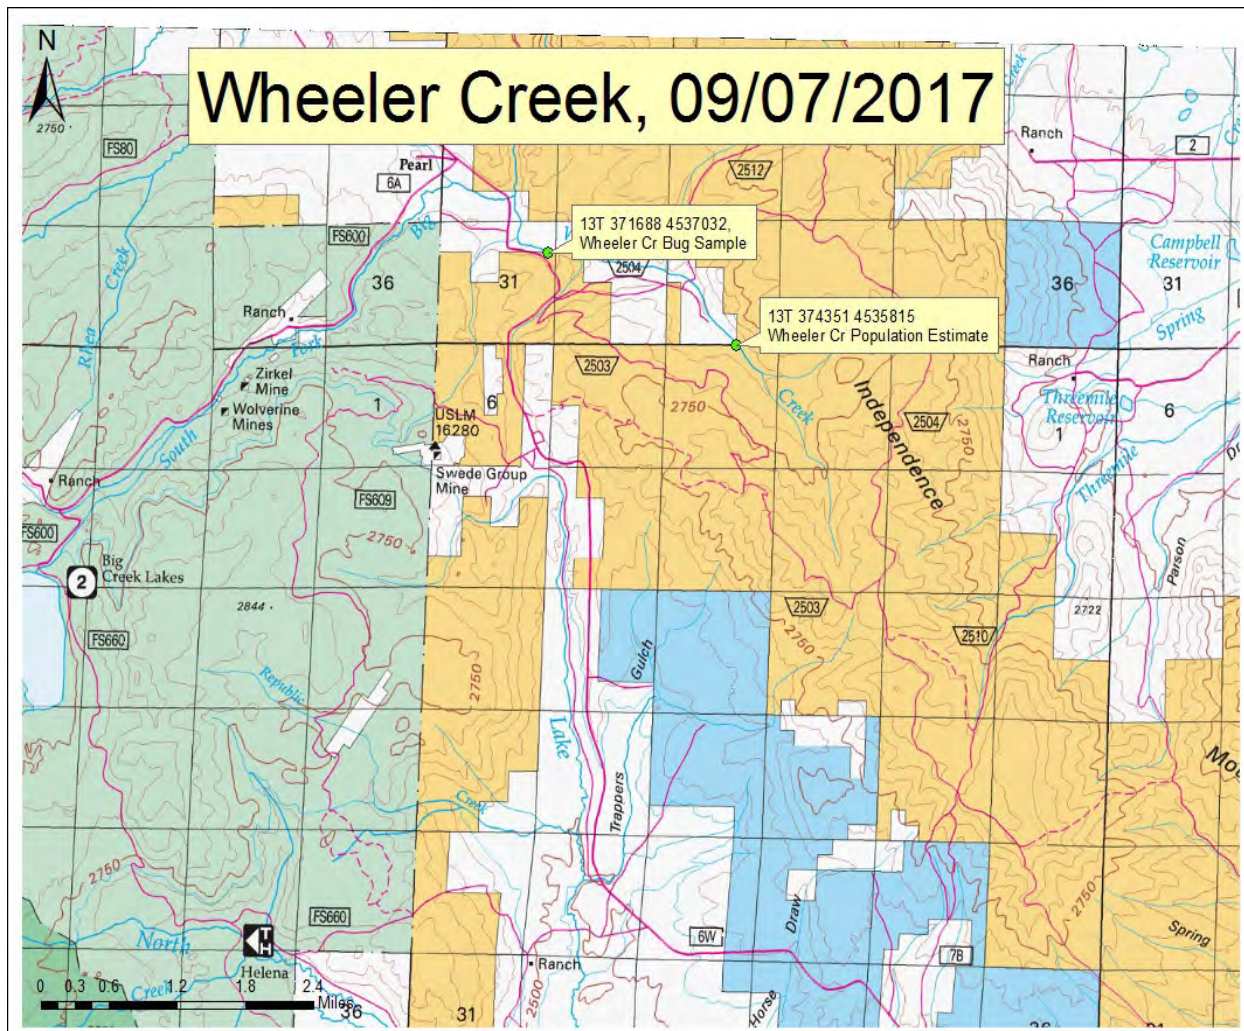 N
Wheeler Creek, 09/07/2017
2750
FS80
Pearl
6A
2512
Creek
Ranch
2
FS600
Big
13T 371688 4537032,
Wheeler Cr Bug Sample
2504
36
31
36
31
Campbell
Reservoir
Spring
Rhea
Creek
Ranch
Fork
13T 374351 4535815
Wheeler Cr Population Estimate
Zirkel
Mine
Wolverine
Mines
South
1
6
USLM
16280
2503
2750
Creek
Independence
2504
2750
Ranch
Threemile
Reservoir
1
6
Threemile
Ranch
Swede Group
Mine
FS609
2750
FS600
2
Big
Creek Lakes
2844
FS660
Republic
2750
Gulch
2503
2750
2510
2722
Parson
Lake
Trappers
Creek
2750
North
FS660
T
H
Helena
Creek
Ranch
2500
6W
Draw
7B
2750
Spring
Horse
0 0.3 0.6 1.2 1.8 2.4
Miles
36
31
36
31